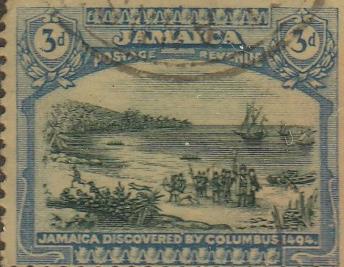 3d JAMAICA 3d
POSTAGE REVENUE
JAMAICA DISCOVERED BY COLUMBUS 1494.